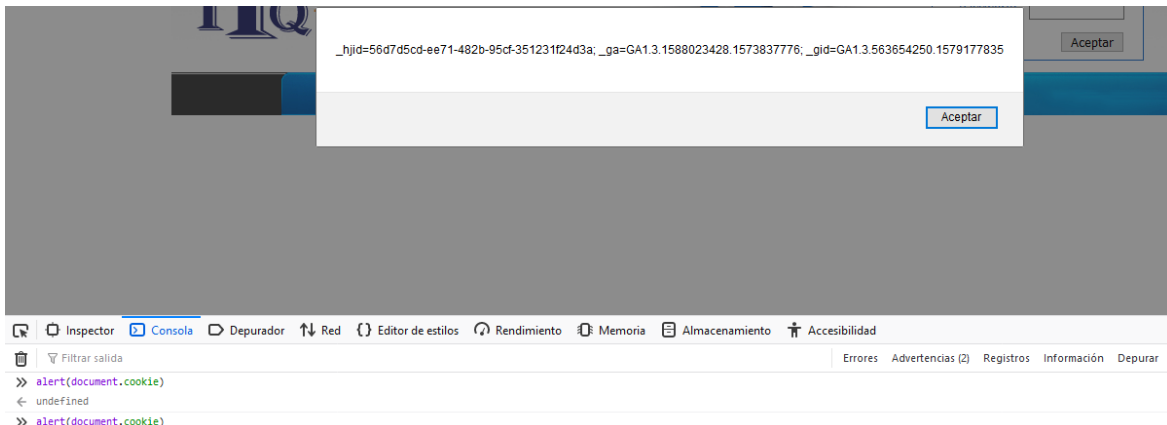 _hjid=56d7d5cd-ee71-482b-95cf-351231f24d3a; _ga=GA1.3.1588023428.1573837776; _gid=GA1.3.563654250.1579177835
Aceptar
Aceptar
Inspector Consola Depurador Red Editor de estilos Rendimiento Memoria Almacenamiento Accesibilidad
Filtrar salida Errores Advertencias (2) Registros Información Depurar
alert(document.cookie)
undefined
alert(document.cookie)